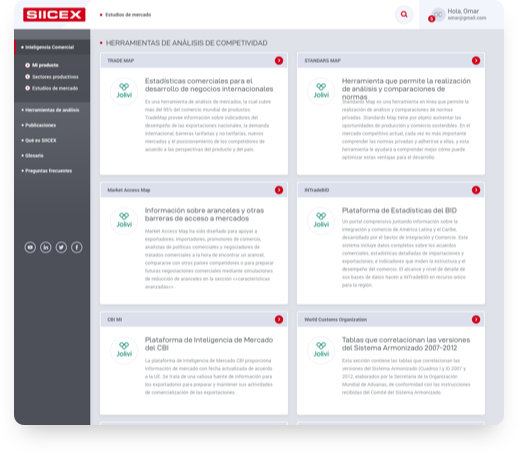 SIICEX
Estudios de mercado
OC
Hola, Omar
omar@gmail.com
Inteligencia Comercial
Mi producto
Sectores productivos
Estudios de mercado
Herramientas de análisis
Publicaciones
Qué es SIICEX
Glosario
Preguntas frecuentes
HERRAMIENTAS DE ANÁLISIS DE COMPETIVIDAD
TRADE MAP
Jolivi
Estadísticas comerciales para el
desarrollo de negocios internacionales
Es una herramienta de análisis de mercados, la cual cubre
más del 95% del comercio mundial de productos.
TradeMap provee información sobre indicadores del
desempeño de las exportaciones nacionales, la demanda
internacional, barreras tarifarias y no tarifarias, nuevos
mercados y el posicionamiento de los competidores de
acuerdo a las perspectivas del producto y del país.
STANDARS MAP
Jolivi
Herramienta que permite la realización
de análisis y comparaciones de
normas
Standards Map es una herramienta en línea que permite la
realización de análisis y comparaciones de normas
privadas. Standards Map tiene por objeto aumentar las
oportunidades de producción y comercio sostenibles. En el
mercado competitivo actual, cada vez es más importante
comprender las normas privadas y adherirse a ellas, y esta
herramienta le ayudará a comprender mejor cómo puede
optimizar estas ventajas para el desarrollo.
Market Access Map
Jolivi
Información sobre aranceles y otras
barreras de acceso a mercados
Market Access Map ha sido diseñado para apoyar a
exportadores, importadores, promotores de comercio,
analistas de políticas comerciales y negociadores de
tratados comerciales a la hora de encontrar un arancel,
compararse con otros países competidores o para preparar
futuras negociaciones comerciales mediante simulaciones
de reducción de aranceles en la sección <<características
avanzadas>>.
INTradeBID
Jolivi
Plataforma de Estadísticas del BID
Un portal comprensivo juntando información sobre la
integración y comercio de América Latina y el Caribe,
desarrollado por el Sector de Integración y Comercio. Este
sistema incluye datos completos sobre los acuerdos
comerciales, estadísticas detalladas de importaciones y
exportaciones, e indicadores que miden la estructura y el
desempeño del comercio. El alcance y nivel de detalle de
sus bases de datos hacen a INTradeBID en recurso único
para la región.
CBI MI
Jolivi
Plataforma de Inteligencia de Mercado
del CBI
La plataforma de Inteligencia de Mercado CBI proporciona
información de mercado con fecha actualizada de acuerdo
a la UE. Se trata de una valiosa fuente de información para
los exportadores para preparar y mantener sus actividades
de comercialización de las exportaciones.
World Customs Organization
Jolivi
Tablas que correlacionan las versiones
del Sistema Armonizado 2007-2012
Esta sección contiene las tablas que correlacionan las
versiones del Sistema Armonizado (Cuadros I y II) 2007 y
2012, elaborados por la Secretaría de la Organización
Mundial de Aduanas, de conformidad con las instrucciones
recibidas del Comité del Sistema Armonizado.